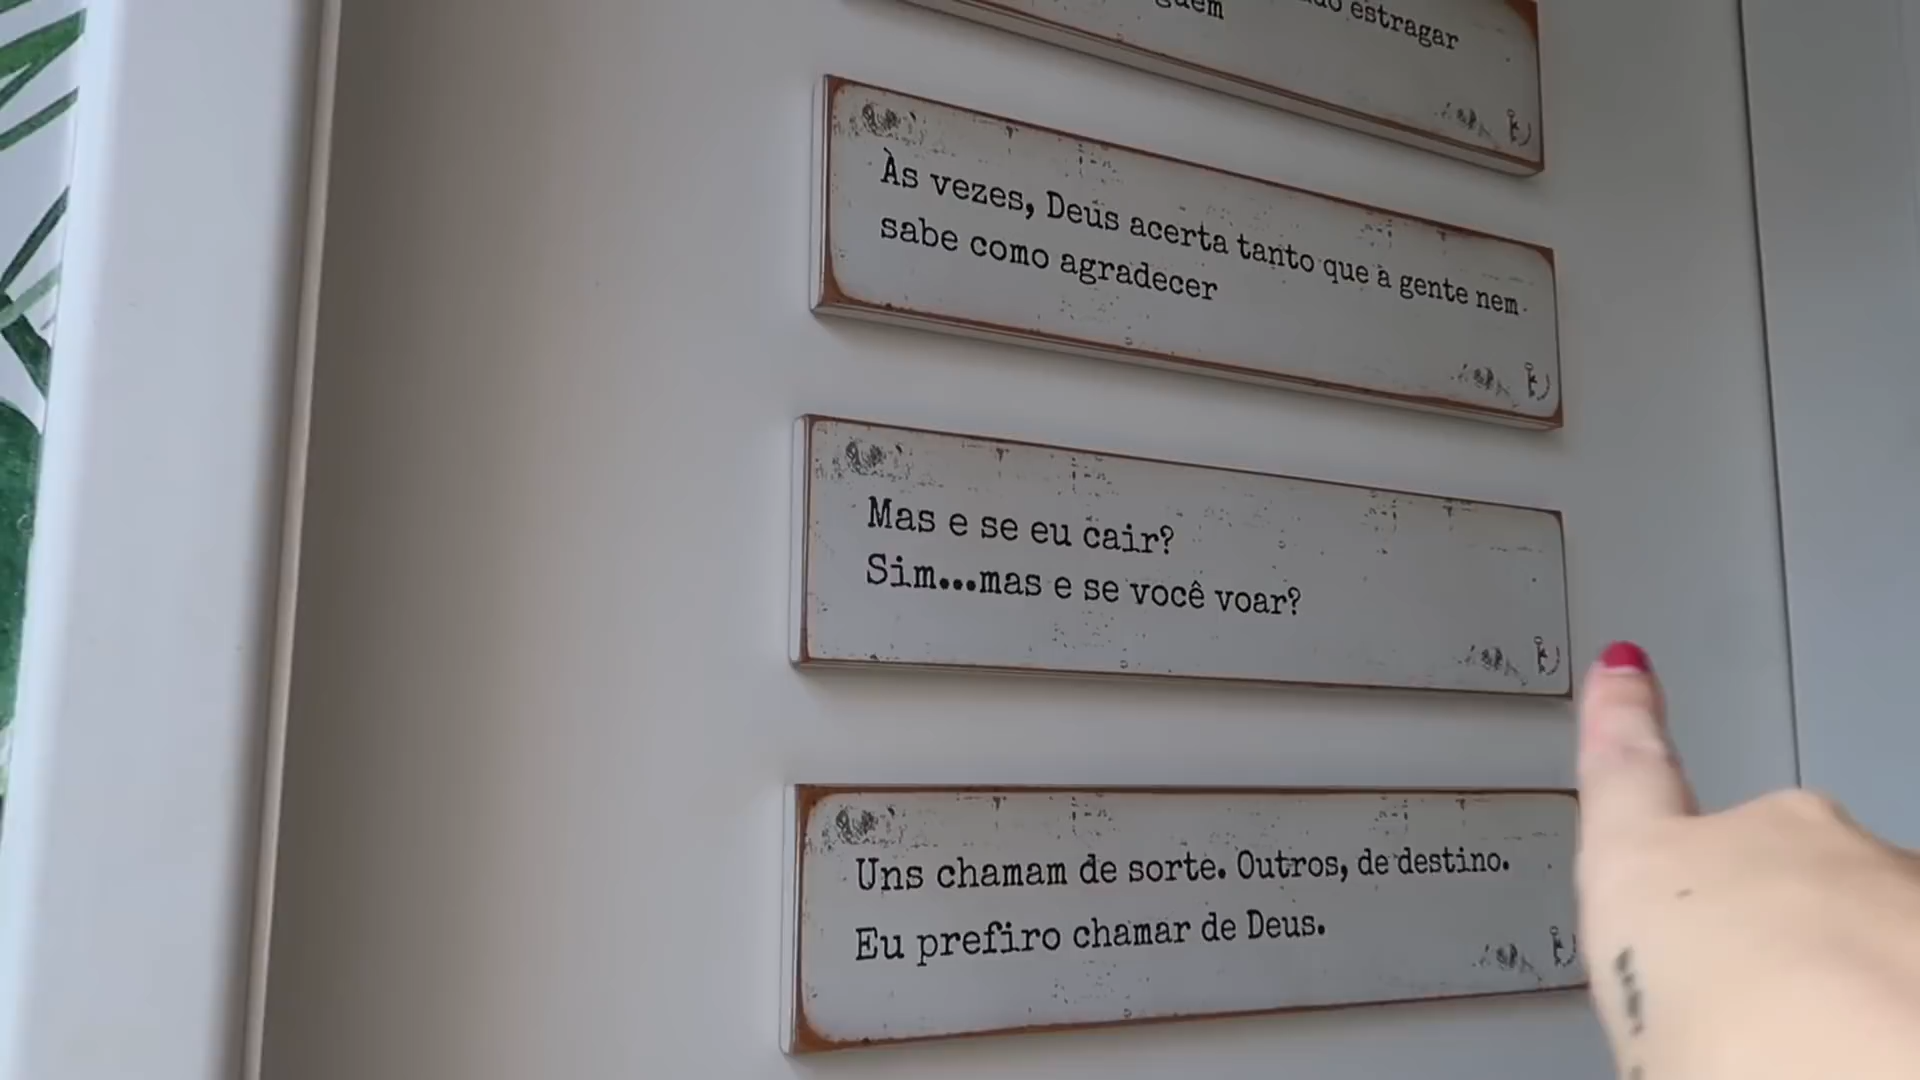 estragar
Às vezes, Deus acerta tanto que a gente nem
sabe como agradecer
Mas e se eu cair?
Sim...mas e se você voar?
Uns chamam de sorte. Outros, de destino.
Eu prefiro chamar de Deus.